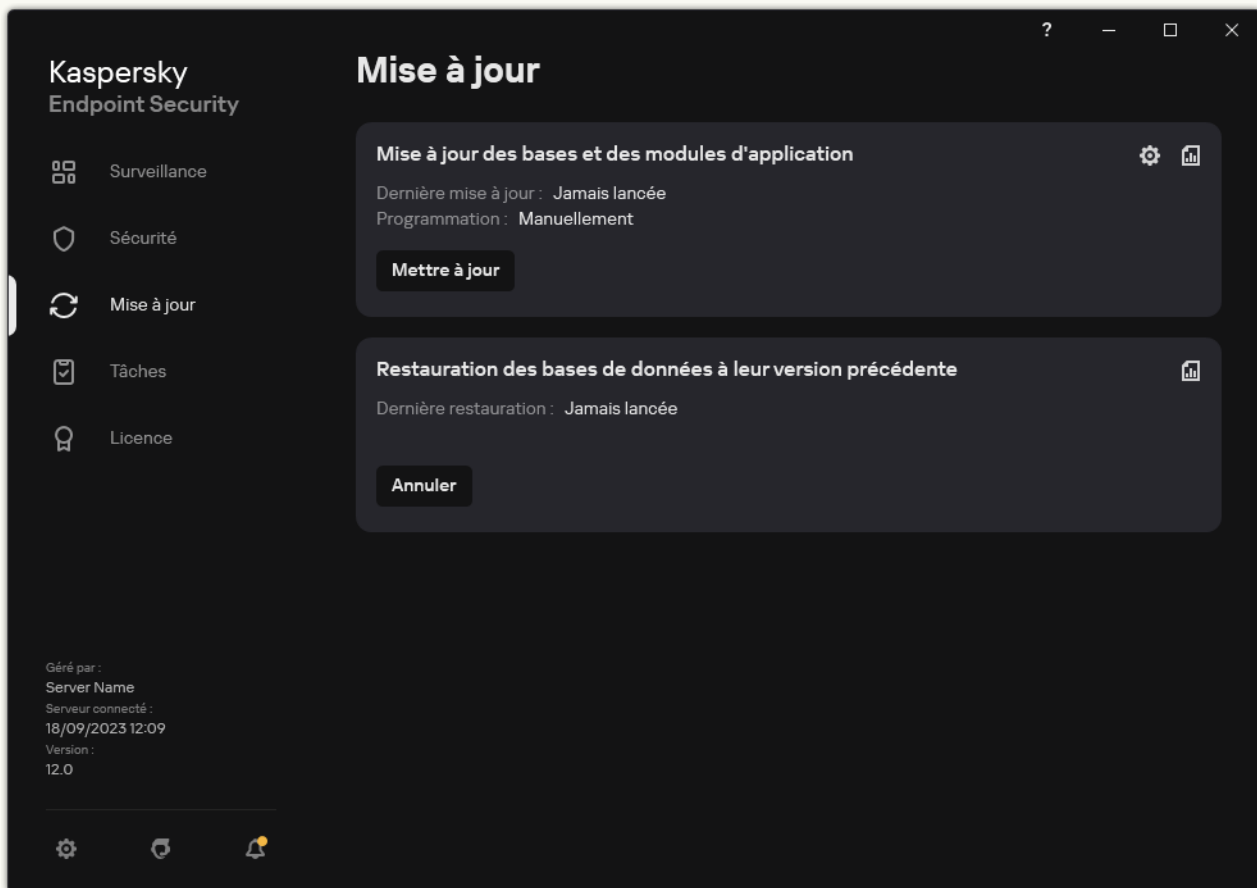 ?
Kaspersky
Endpoint Security
Surveillance
Sécurité
Mise à jour
Tâches
Licence
Géré par :
Server Name
Serveur connecté :
18/09/2023 12:09
Version :
12.0
Mise à jour
Mise à jour des bases et des modules d'application
Dernière mise à jour : Jamais lancée
Programmation : Manuellement
Mettre à jour
Restauration des bases de données à leur version précédente
Dernière restauration : Jamais lancée
Annuler